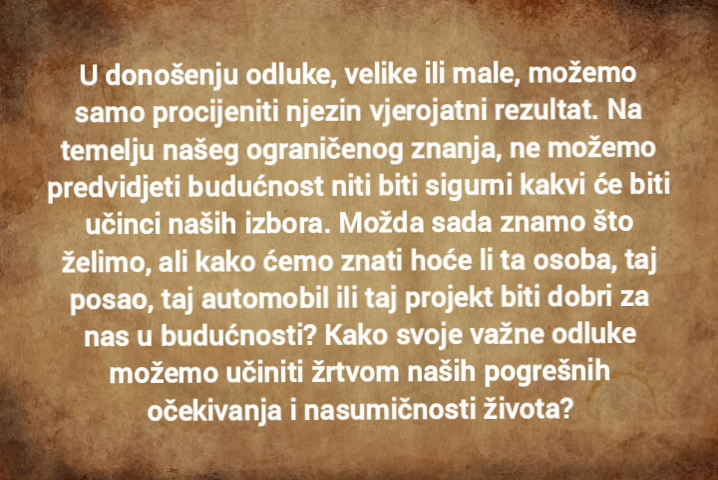 U donošenju odluke, velike ili male, možemo
samo procijeniti njezin vjerojatni rezultat. Na
temelju našeg ograničenog znanja, ne možemo
predvidjeti budućnost niti biti sigurni kakvi će biti
učinci naših izbora. Možda sada znamo što
želimo, ali kako ćemo znati hoće li ta osoba, taj
posao, taj automobil ili taj projekt biti dobri za
nas u budućnosti? Kako svoje važne odluke
možemo učiniti žrtvom naših pogrešnih
očekivanja i nasumičnosti života?